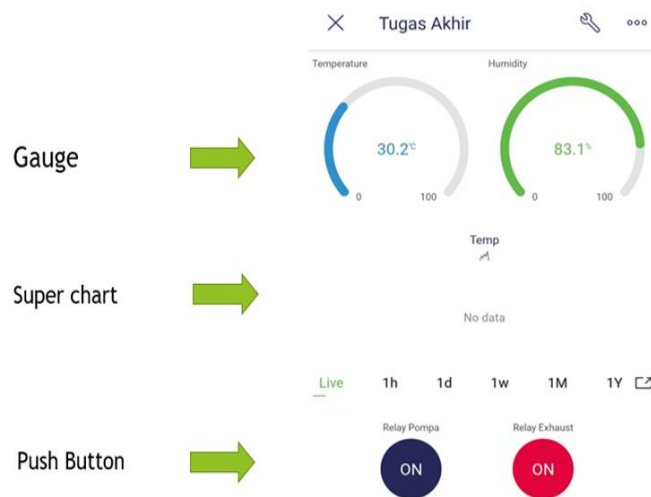 Tugas Akhir
Temperature
Humidity
Gauge
30.2°C
83.1%
0 100
0 100
Temp
Super chart
No data
Live 1h 1d 1w 1M 1Y
Relay Pompa
Relay Exhaust
Push Button
ON
ON